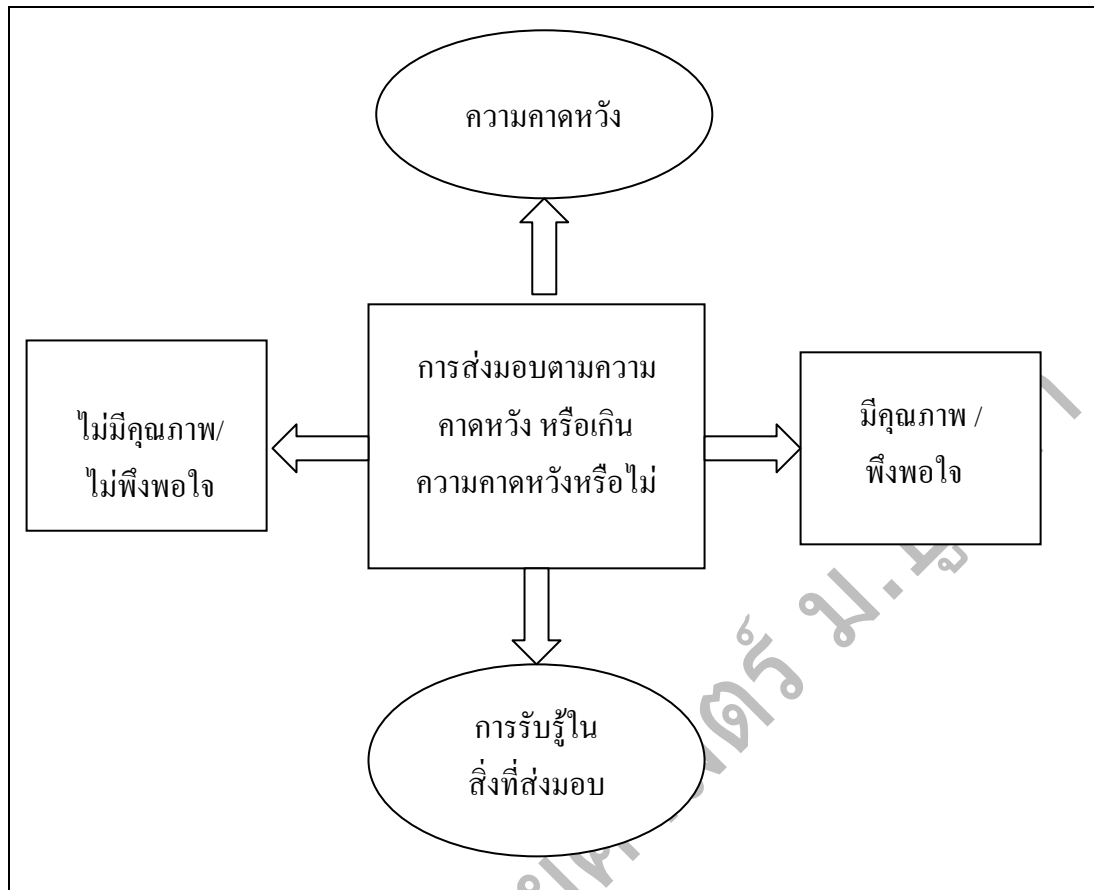 ความคาดหวัง
ไม่มีคุณภาพ/
ไม่พึงพอใจ
การส่งมอบตามความ
คาดหวัง หรือเกิน
ความคาดหวังหรือไม่
มีคุณภาพ /
พึงพอใจ
การรับรู้ใน
สิ่งที่ส่งมอบ